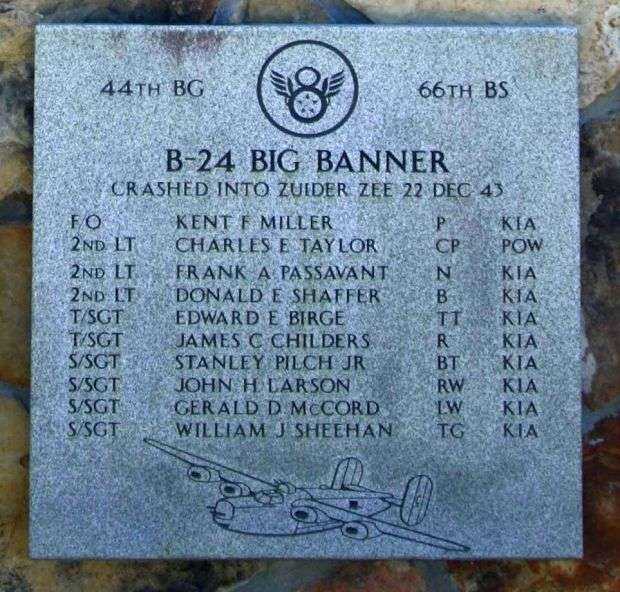 44TH BG 66TH BS
B-24 BIG BANNER
CRASHED INTO ZUIDER ZEE 22 DEC 43
F O KENT F MILLER P KIA
2ND LT CHARLES E TAYLOR CP POW
2ND LT FRANK A PASSAVANT N KIA
2ND LT DONALD E SHAFFER B KIA
T/SGT EDWARD E BIRGE TT KIA
T/SGT JAMES C CHILDERS R KIA
S/SGT STANLEY PILCH JR BT KIA
S/SGT JOHN H LARSON RW KIA
S/SGT GERALD D McCORD LW KIA
S/SGT WILLIAM J SHEEHAN TG KIA